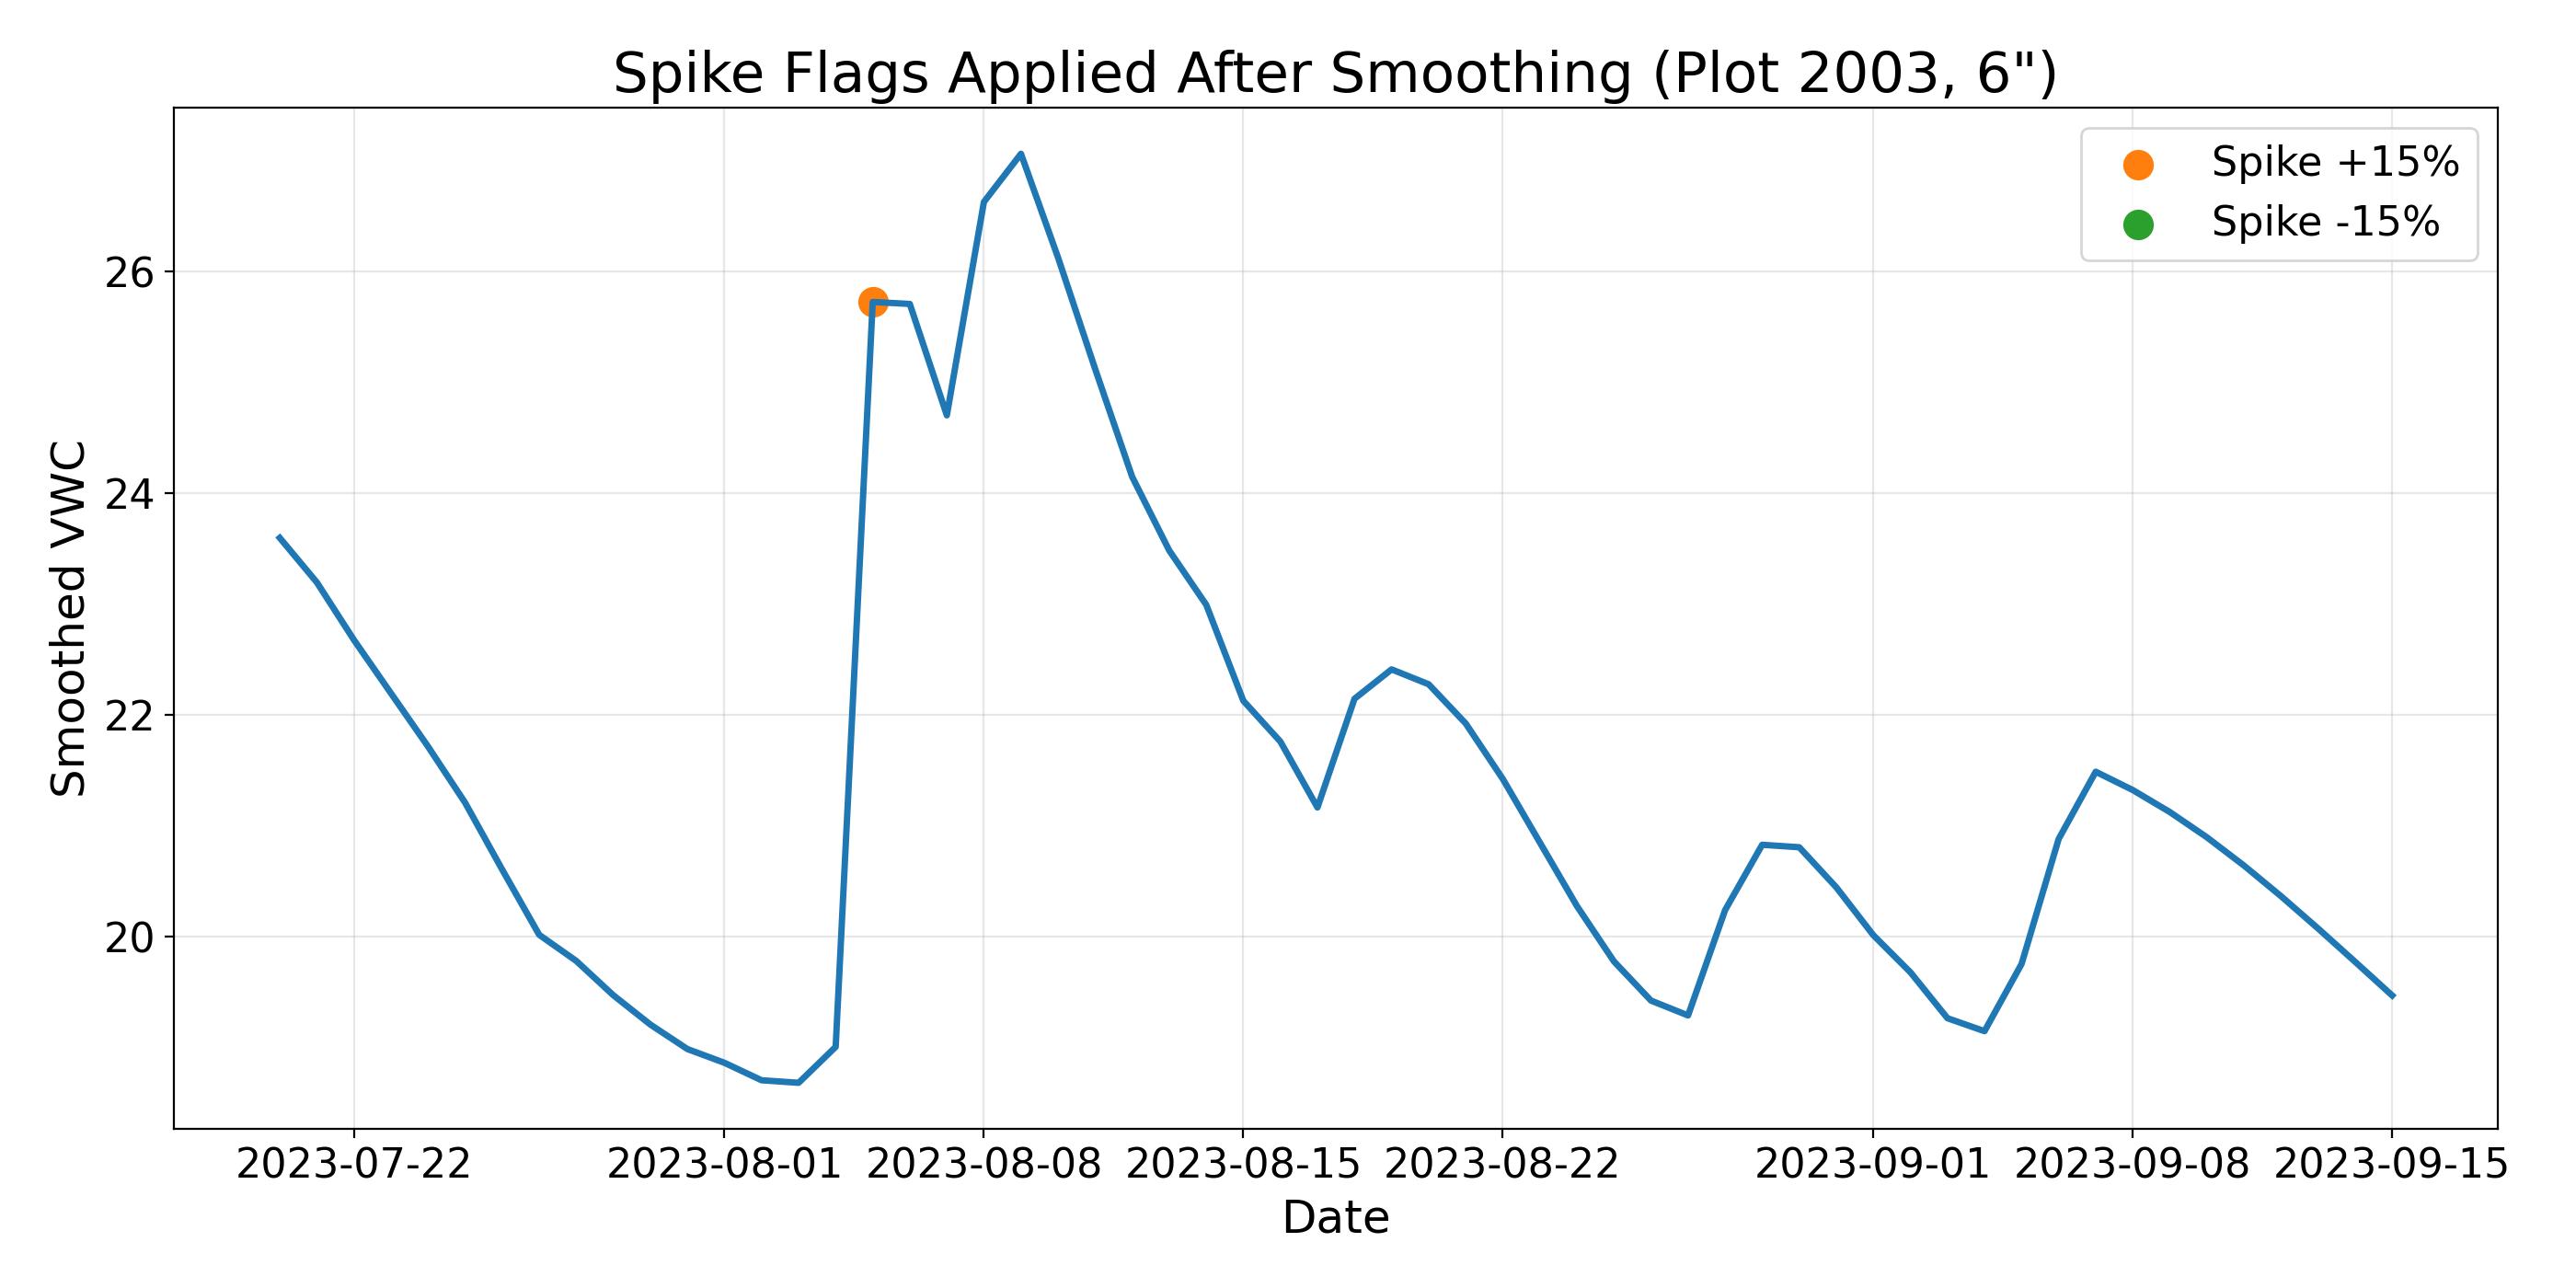 Spike Flags Applied After Smoothing (Plot 2003, 6")
Spike +15%
Spike -15%
Smoothed VWC
26
24
22
20
2023-07-22
2023-08-01
2023-08-08
2023-08-15
2023-08-22
2023-09-01
2023-09-08
2023-09-15
Date